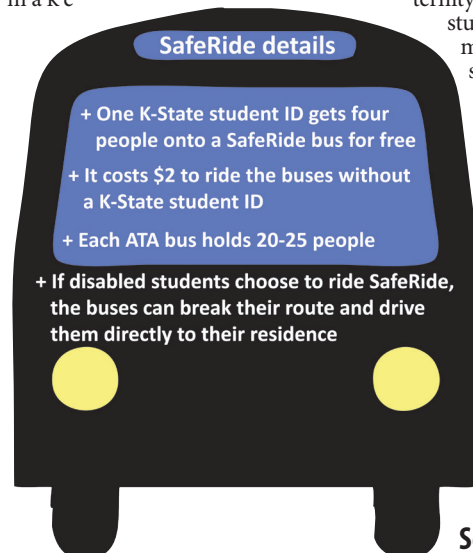 m a k e
ternity
stu
m
s
SafeRide details
+ One K-State student ID gets four
people onto a SafeRide bus for free
+ It costs $2 to ride the buses without
a K-State student ID
+ Each ATA bus holds 20-25 people
+ If disabled students choose to ride SafeRide,
the buses can break their route and drive
them directly to their residence
S